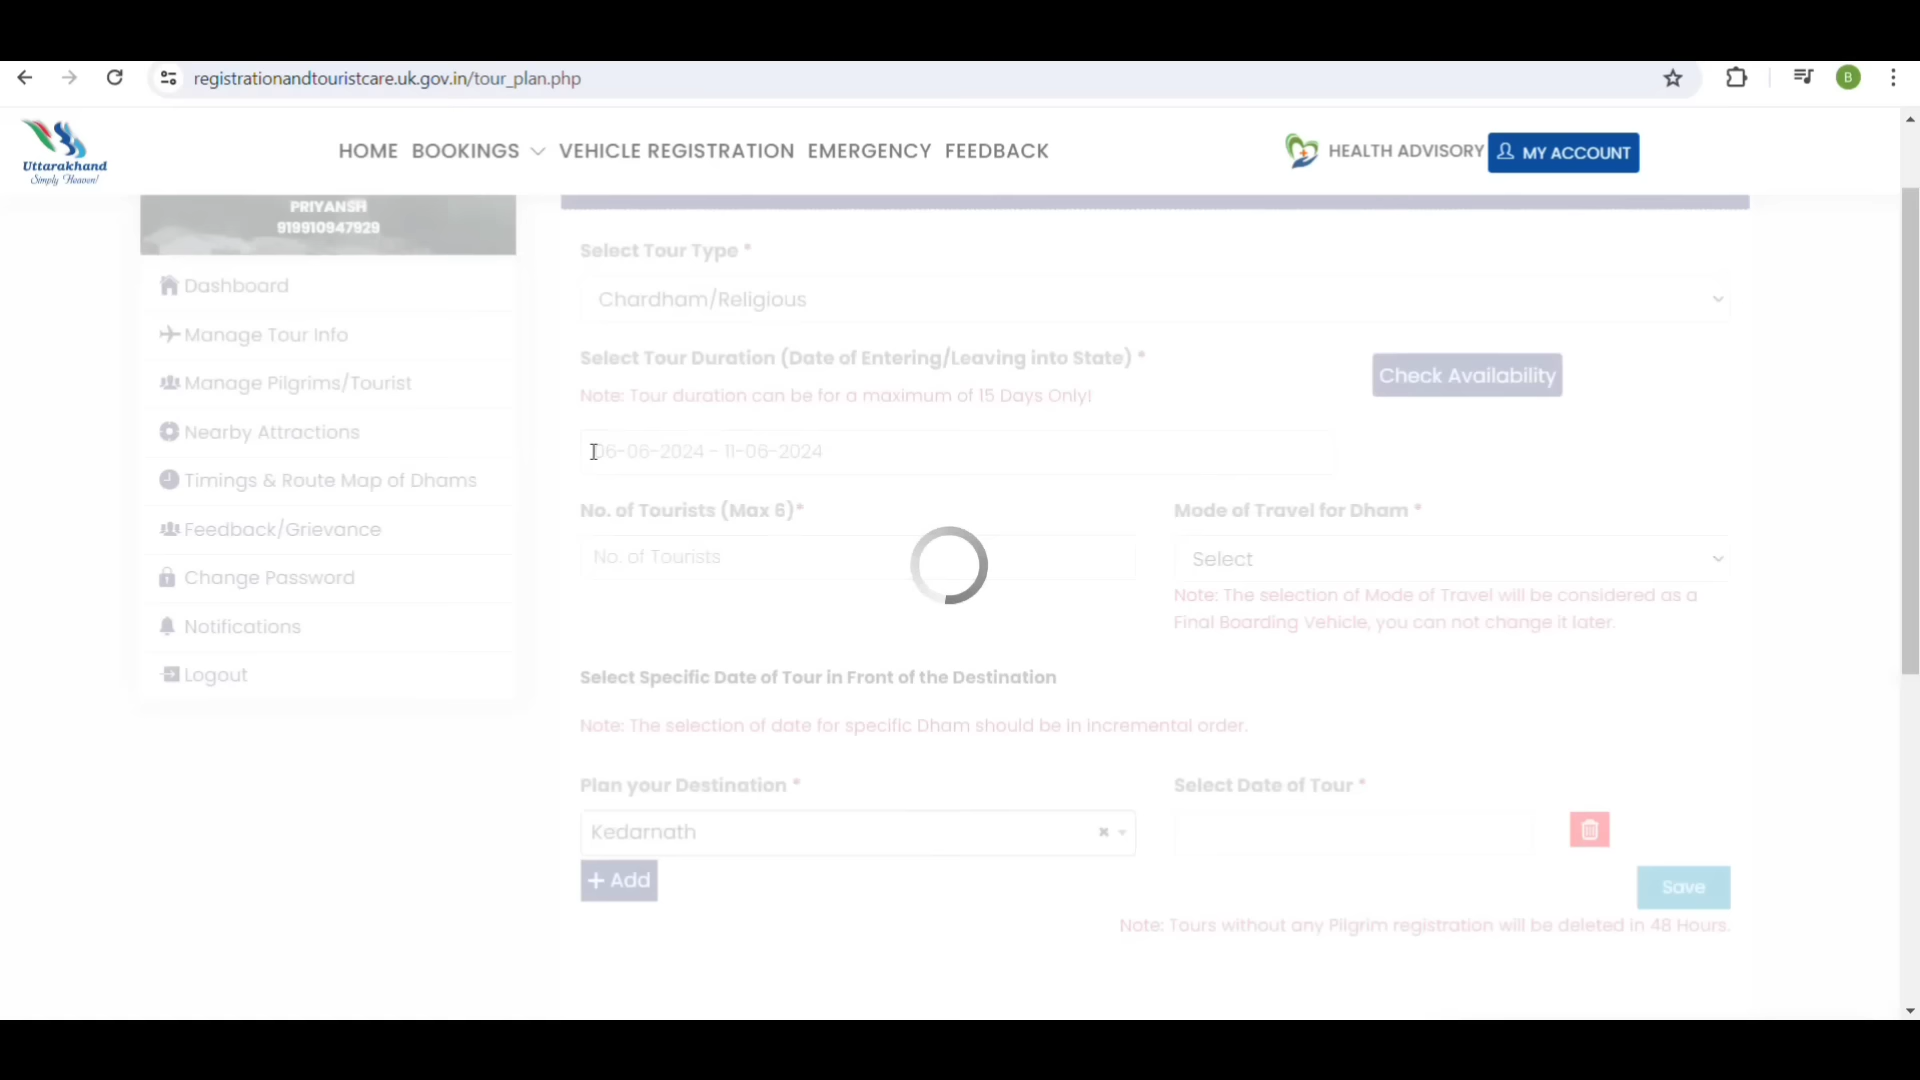 registrationandtouristcare.uk.gov.in/tour_plan.php
B
Uttarakhand
Simply Heaven!
HOME BOOKINGS VEHICLE REGISTRATION EMERGENCY FEEDBACK
HEALTH ADVISORY
MY ACCOUNT
PRIYANSH
919910947929
Dashboard
Manage Tour Info
Manage Pilgrims/Tourist
Nearby Attractions
Timings & Route Map of Dhams
Feedback/Grievance
Change Password
Notifications
Logout
Select Tour Type *
Chardham/Religious
Select Tour Duration (Date of Entering/Leaving into State) *
Note: Tour duration can be for a maximum of 15 Days Only!
Check Availability
06-06-2024 - 11-06-2024
No. of Tourists (Max 6)*
No. of Tourists
Mode of Travel for Dham *
Select
Note: The selection of Mode of Travel will be considered as a
Final Boarding Vehicle, you can not change it later.
Select Specific Date of Tour in Front of the Destination
Note: The selection of date for specific Dham should be in incremental order.
Plan your Destination *
Kedarnath
Select Date of Tour *
+ Add
Save
Note: Tours without any Pilgrim registration will be deleted in 48 Hours.